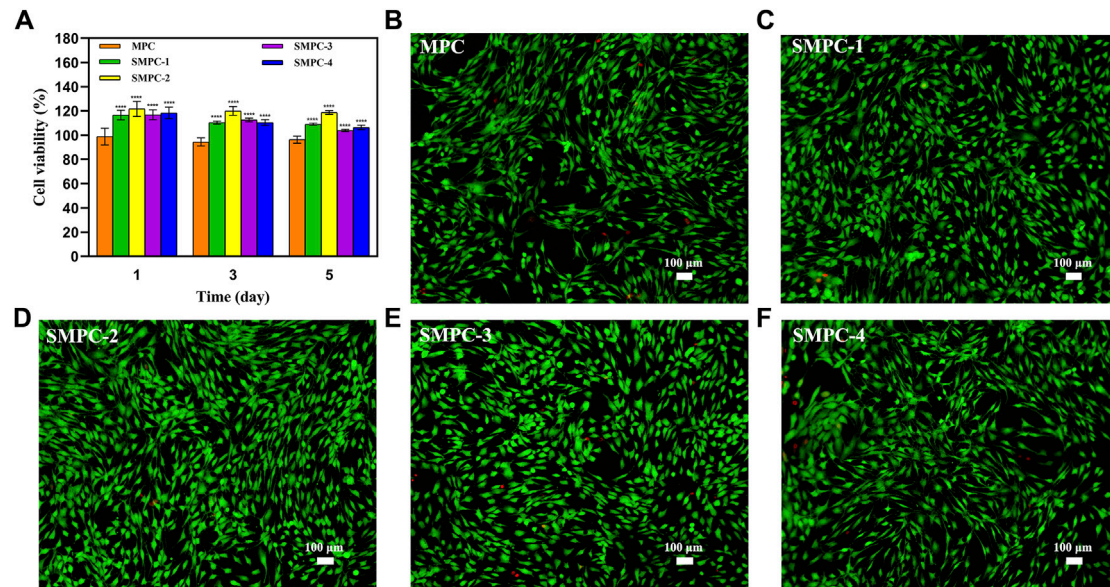 A
Cell viability (%)
180
160
140
120
100
80
60
40
20
0
MPC
SMPC-1
SMPC-2
SMPC-3
SMPC-4
**** **** **** ****
**** **** **** ****
**** **** **** ****
1 3 5
Time (day)
B
MPC
100 μm
C
SMPC-1
100 μm
D
SMPC-2
100 μm
E
SMPC-3
100 μm
F
SMPC-4
100 μm